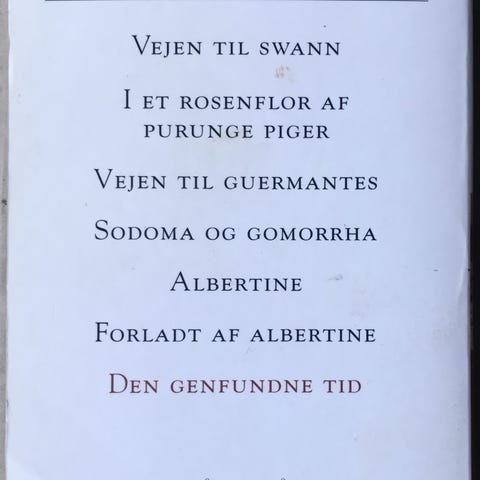 VEJEN TIL SWANN
I ET ROSENFLOR AF
PURUNGE PIGER
VEJEN TIL GUERMANTES
SODOMA OG GOMORRHA
ALBERTINE
FORLADT AF ALBERTINE
DEN GENFUNDNE TID